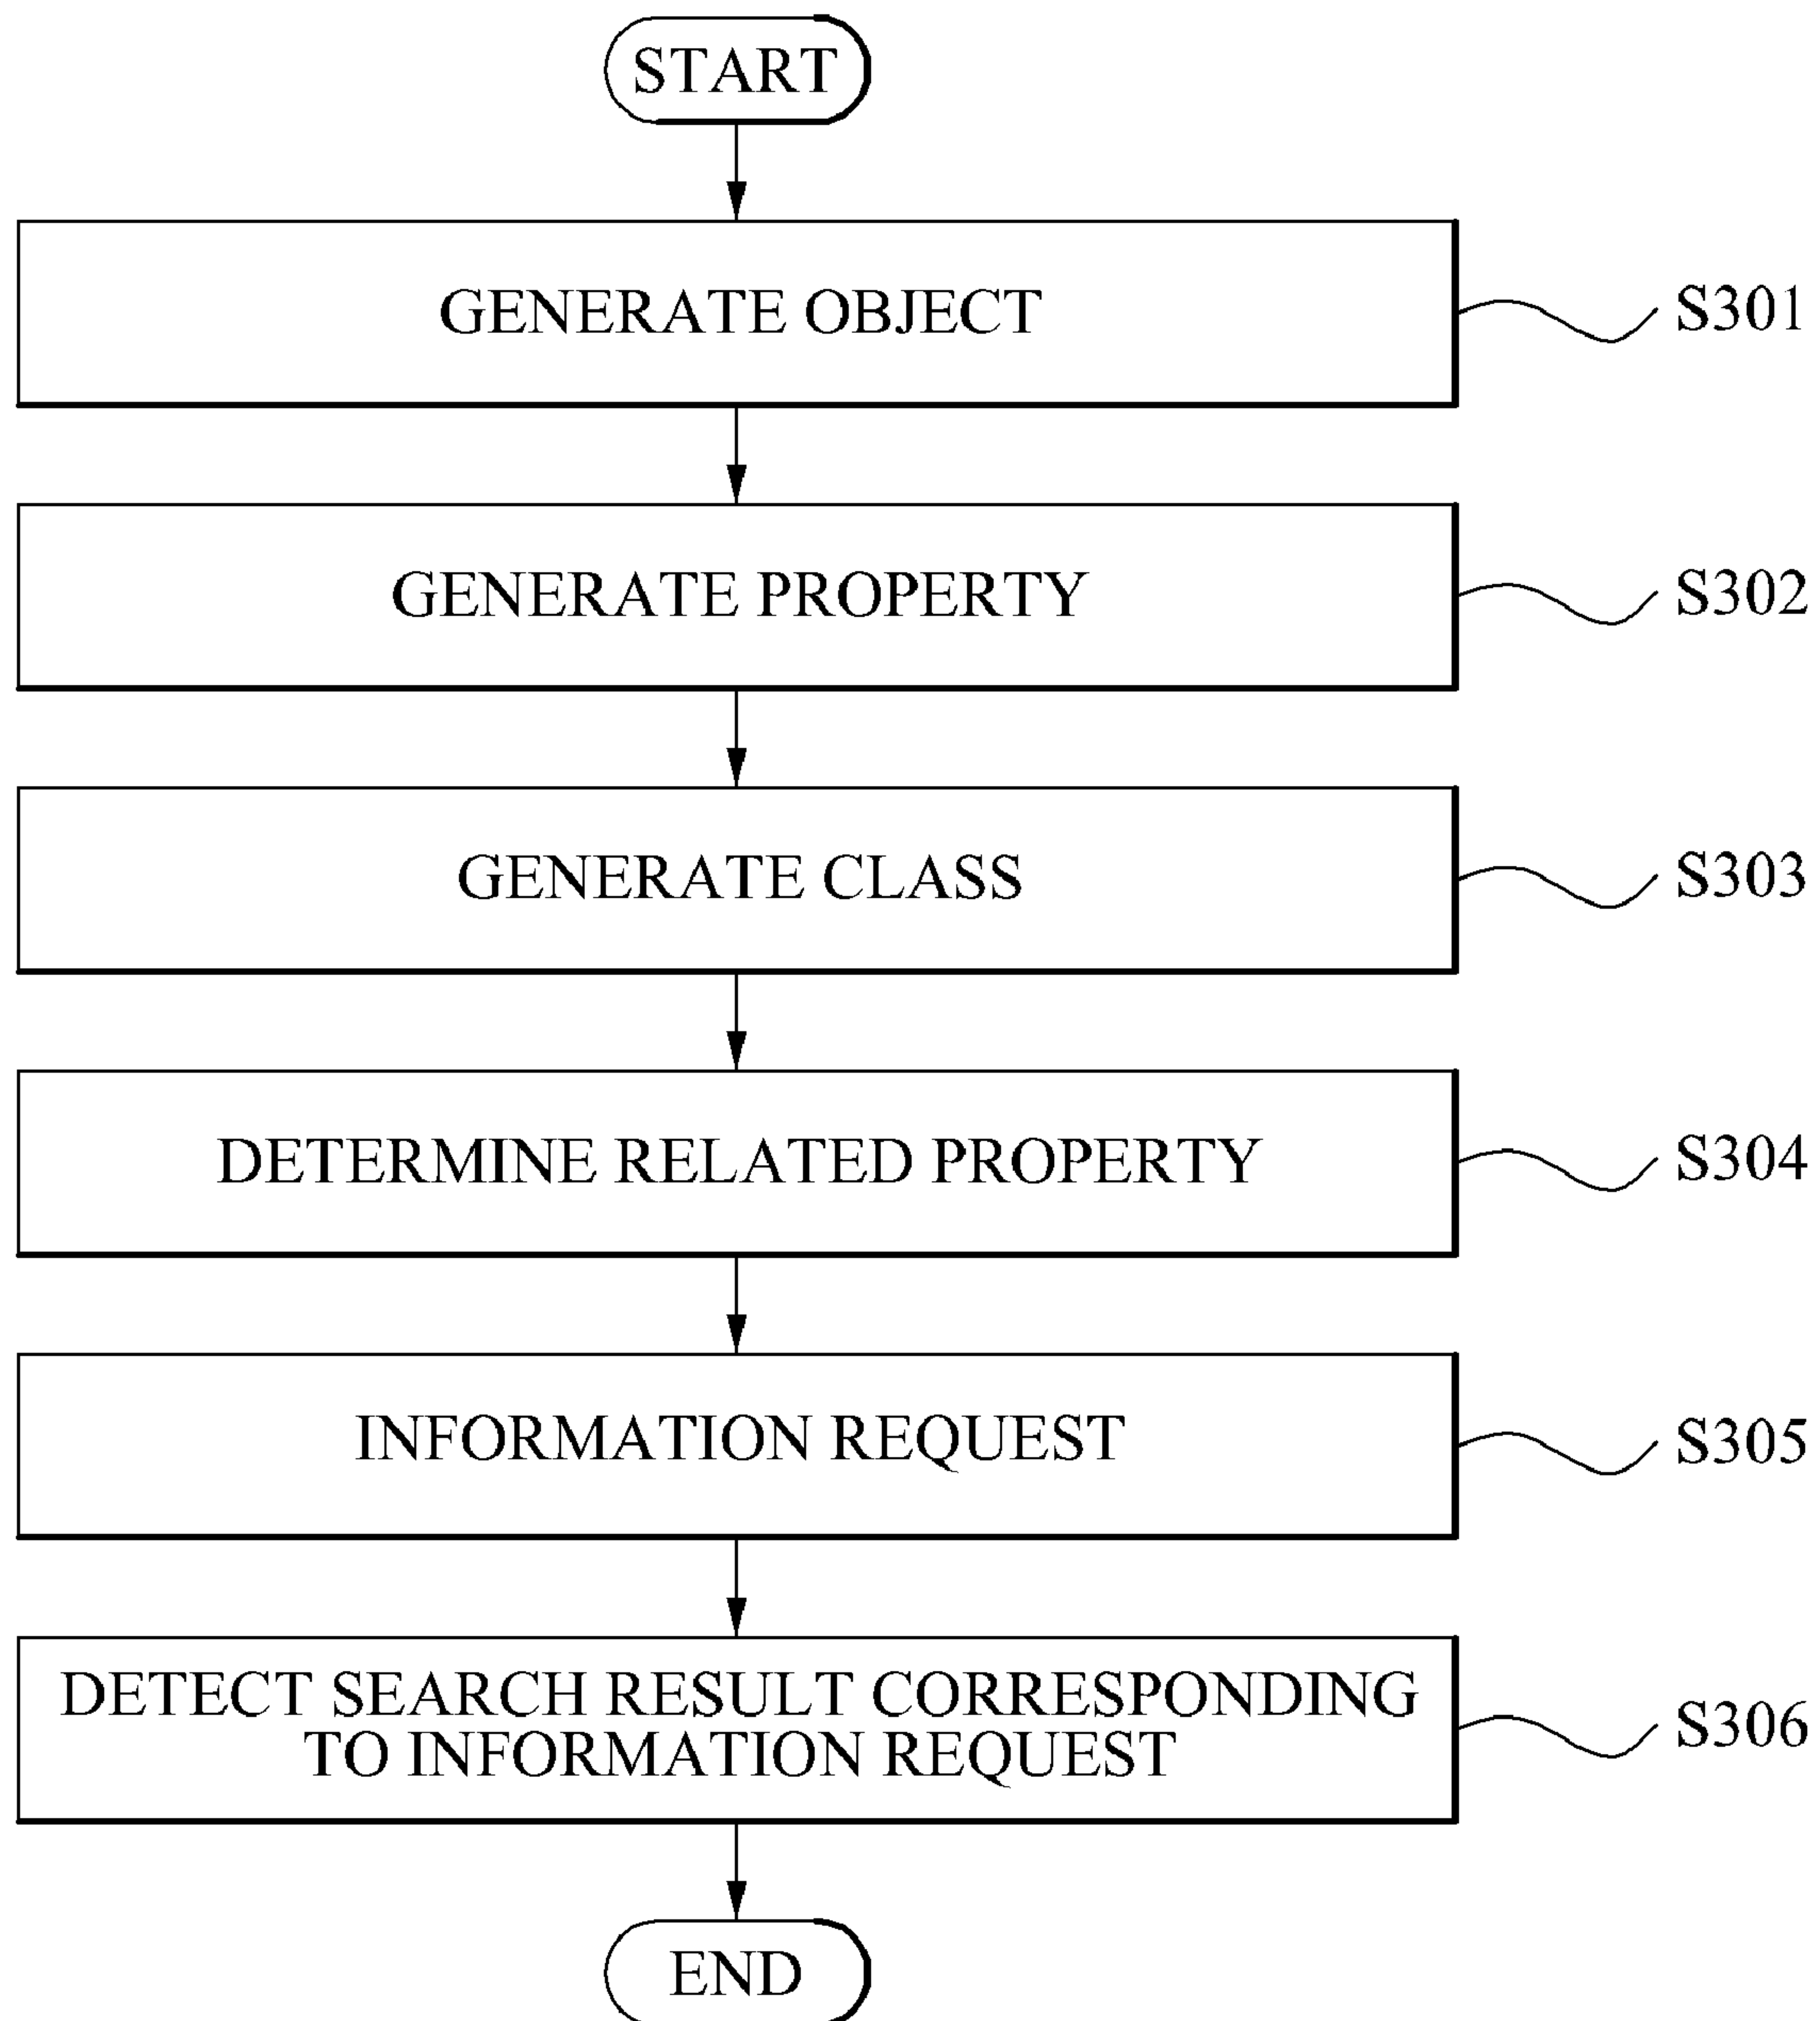 START
GENERATE OBJECT
S301
GENERATE PROPERTY
S302
GENERATE CLASS
S303
DETERMINE RELATED PROPERTY
S304
INFORMATION REQUEST
S305
DETECT SEARCH RESULT CORRESPONDING
TO INFORMATION REQUEST
S306
END